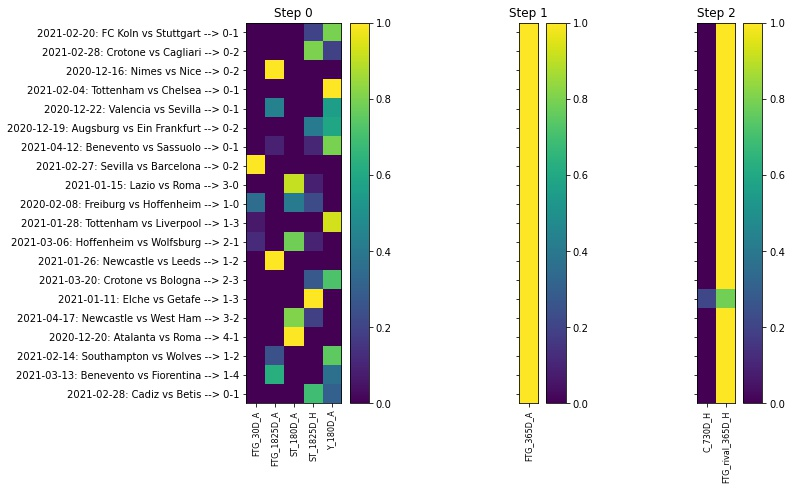 Step 0
Step 1
Step 2
2021-02-20: FC Koln vs Stuttgart --> 0-1
2021-02-28: Crotone vs Cagliari --> 0-2
2020-12-16: Nimes vs Nice --> 0-2
2021-02-04: Tottenham vs Chelsea --> 0-1
2020-12-22: Valencia vs Sevilla --> 0-1
2020-12-19: Augsburg vs Ein Frankfurt --> 0-2
2021-04-12: Benevento vs Sassuolo --> 0-1
2021-02-27: Sevilla vs Barcelona --> 0-2
2021-01-15: Lazio vs Roma --> 3-0
2020-02-08: Freiburg vs Hoffenheim --> 1-0
2021-01-28: Tottenham vs Liverpool --> 1-3
2021-03-06: Hoffenheim vs Wolfsburg --> 2-1
2021-01-26: Newcastle vs Leeds --> 1-2
2021-03-20: Crotone vs Bologna --> 2-3
2021-01-11: Elche vs Getafe --> 1-3
2021-04-17: Newcastle vs West Ham --> 3-2
2020-12-20: Atalanta vs Roma --> 4-1
2021-02-14: Southampton vs Wolves --> 1-2
2021-03-13: Benevento vs Fiorentina --> 1-4
2021-02-28: Cadiz vs Betis --> 0-1
FTG_30D_A
FTG_1825D_A
ST_180D_A
ST_1825D_H
Y_180D_A
1.0
0.8
0.6
0.4
0.2
0.0
FTG_365D_A
1.0
0.8
0.6
0.4
0.2
0.0
C_730D_H
FTG_rival_365D_H
1.0
0.8
0.6
0.4
0.2
0.0